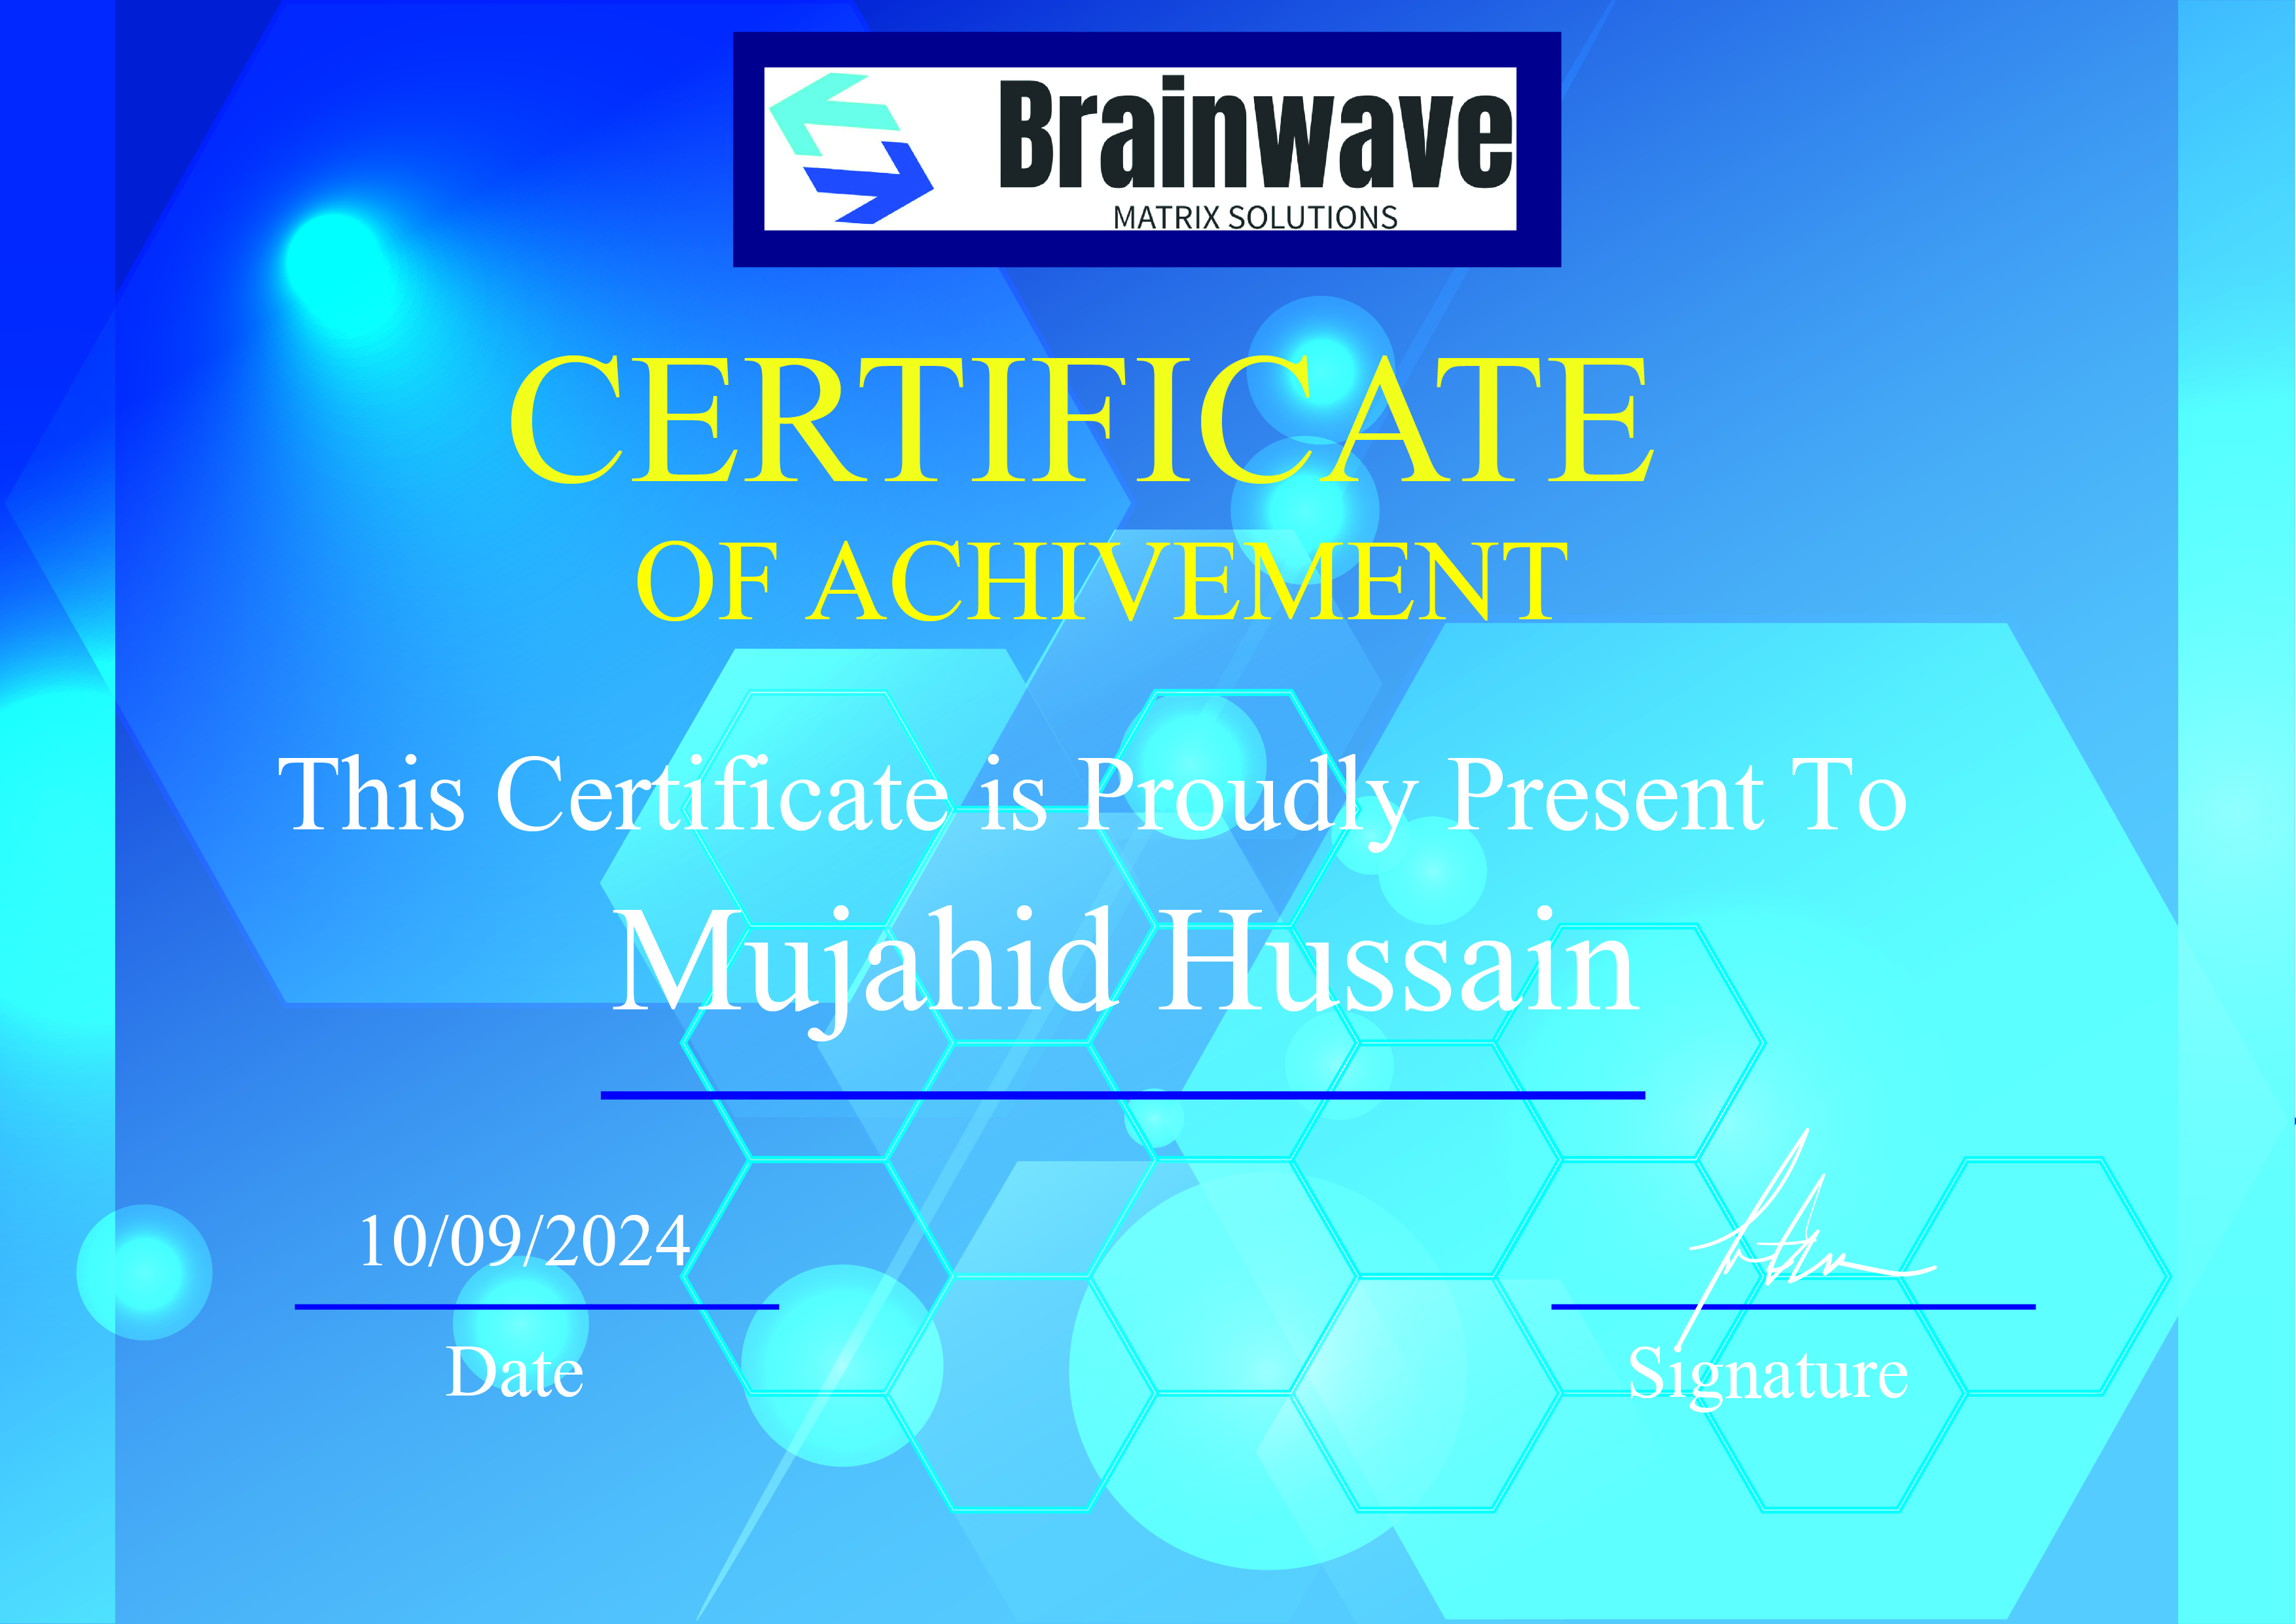 Brainwave
MATRIX SOLUTIONS
CERTIFICATE
OF ACHIVEMENT
This Certificate is Proudly Present To
Mujahid Hussain
10/09/2024
Date
Signature